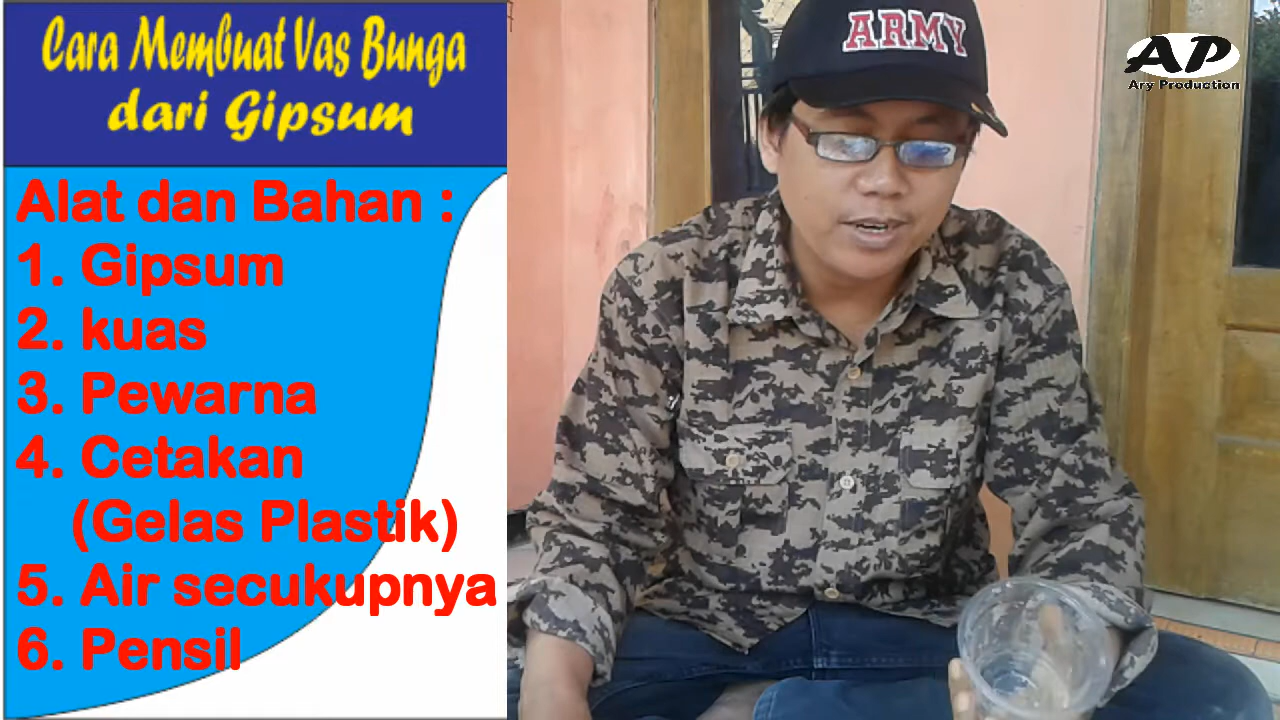 Cara Membuat Vas Bunga
dari Gipsum
Alat dan Bahan :
1. Gipsum
2. kuas
3. Pewarna
4. Cetakan
(Gelas Plastik)
5. Air secukupnya
6. Pensil
ARMY
AP
Ary Production